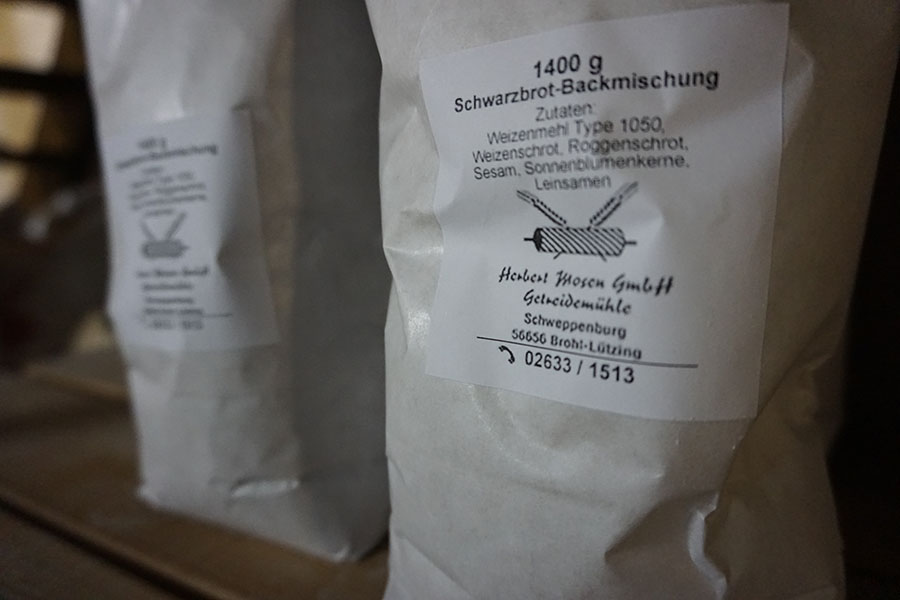 1400 g
Schwarzbrot-Backmischung
Zutaten:
Weizenmehl Type 1050,
Weizenschrot, Roggenschrot,
Sesam, Sonnenblumenkerne,
Leinsamen
Herbert Mosen GmbH
Getreidemühle
Schweppenburg
56656 Brohl-Lützing
02633 / 1513